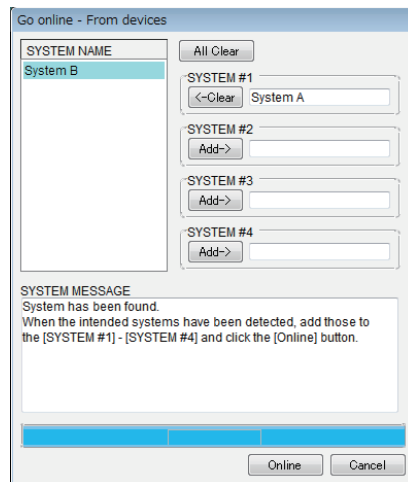 Go online - From devices
SYSTEM NAME
System B
All Clear
SYSTEM #1
<-Clear System A
SYSTEM #2
Add->
SYSTEM #3
Add->
SYSTEM #4
Add->
SYSTEM MESSAGE
System has been found.
When the intended systems have been detected, add those to
the [SYSTEM #1] - [SYSTEM #4] and click the [Online] button.
Online Cancel